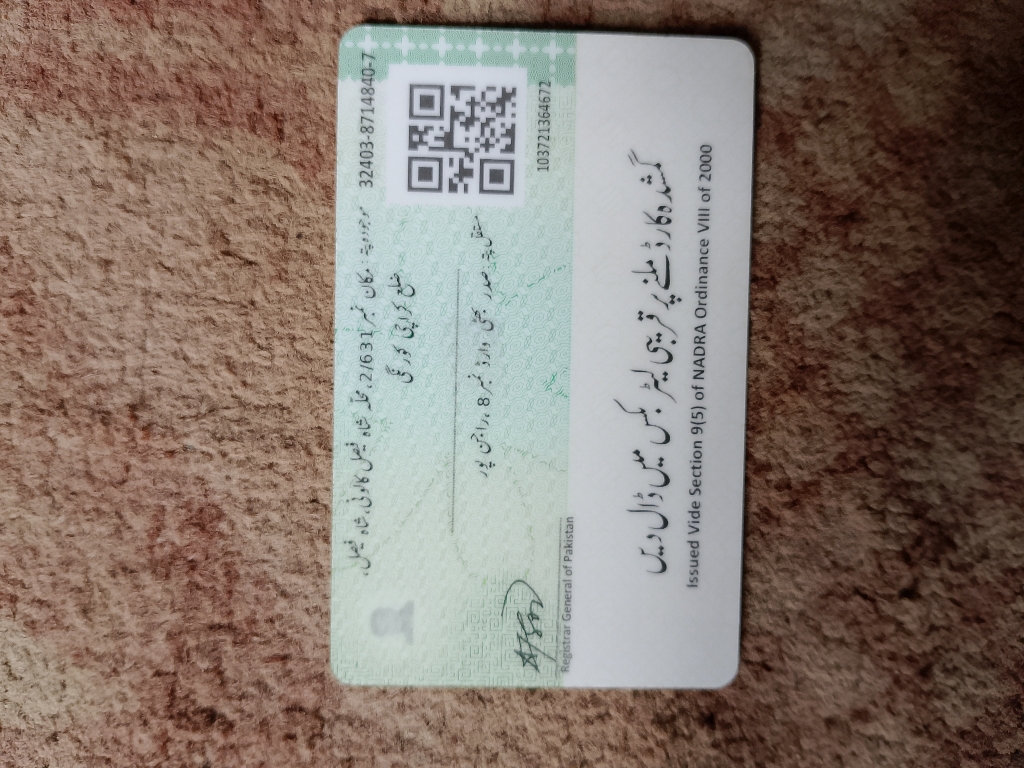 32403-8714840-7
موجودہ پتہ مکان نمبر 2/631، محلہ شاہ فیصل کالونی، شاہ فیصل،
ضلع کراچی کورنگی
مستقل پتہ صدر بھٹی وارڈ نمبر 8، راجن پور
103721364672
Registrar General of Pakistan
گمشدہ کارڈ ملنے پر قریبی لیٹر بکس میں ڈال دیں
Issued Vide Section 9(5) of NADRA Ordinance VIII of 2000